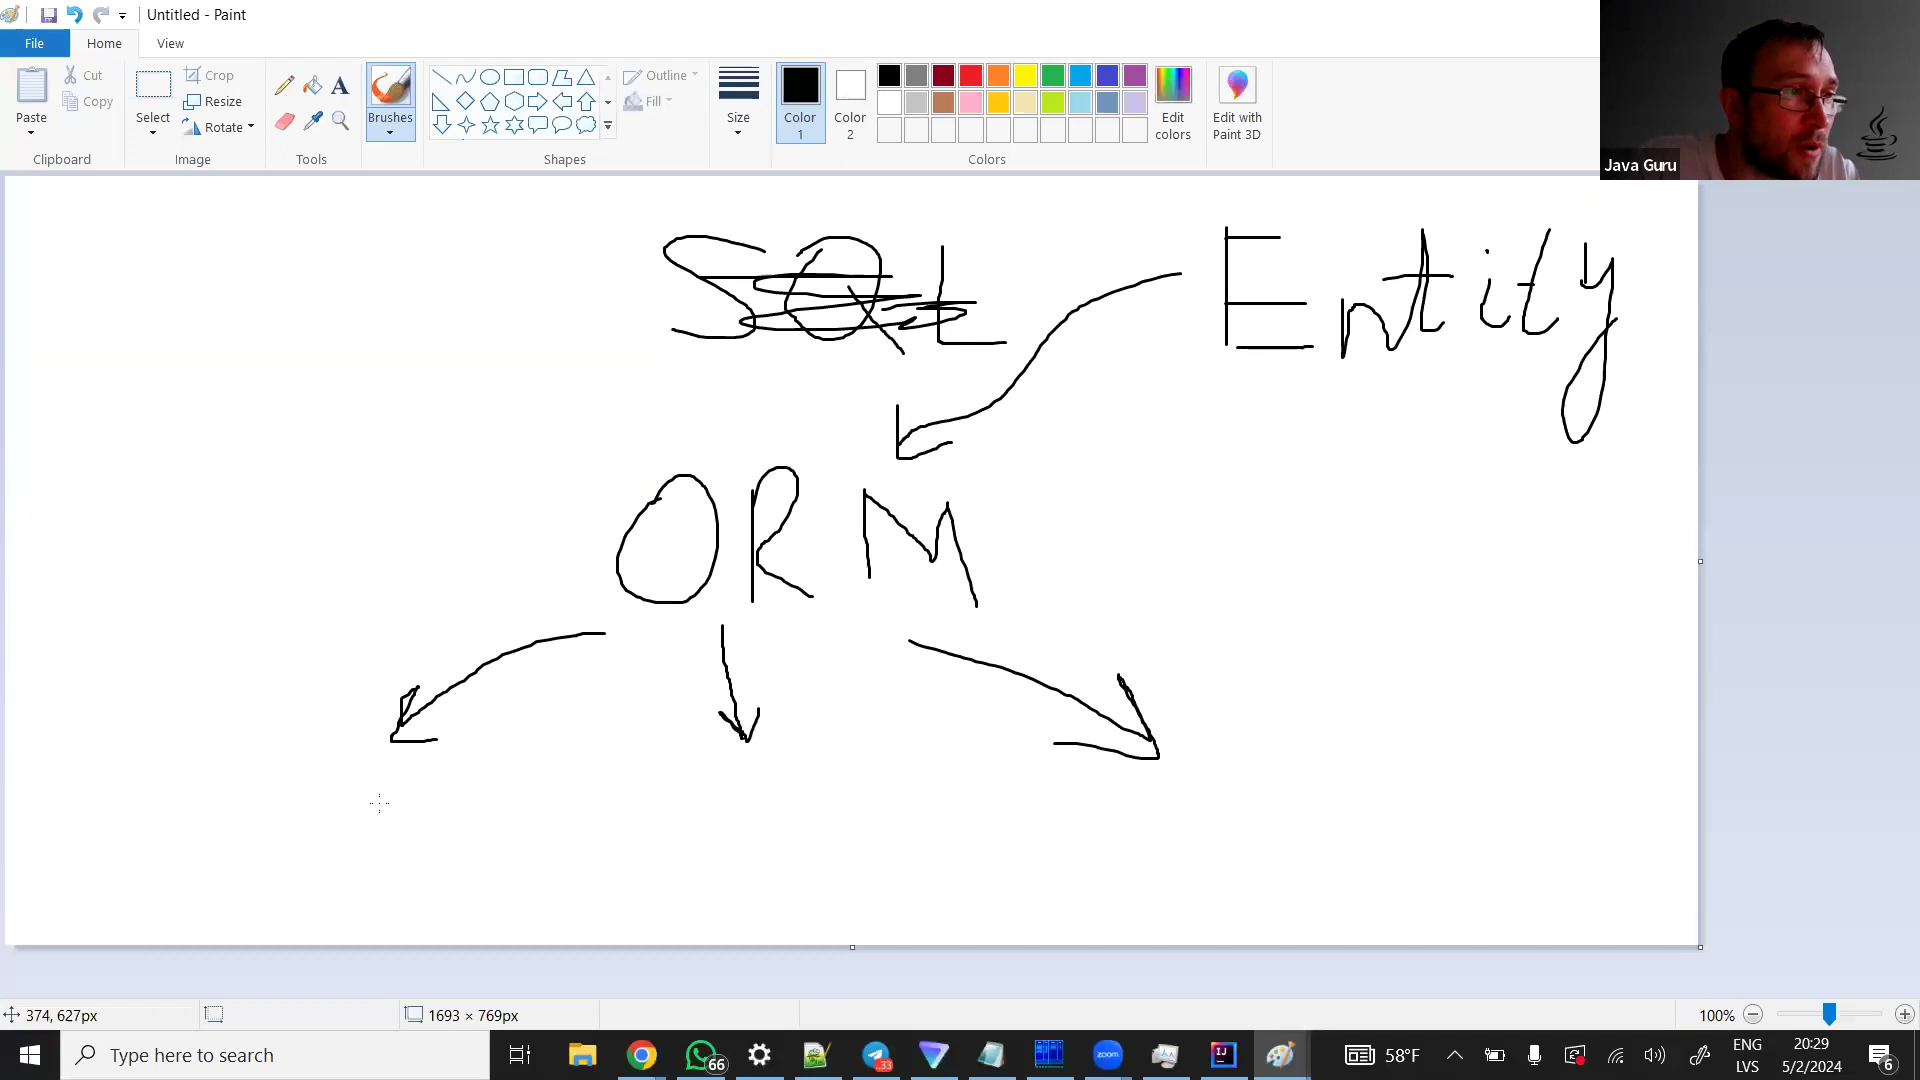 Untitled - Paint
File Home View
Paste Cut Copy Clipboard
Select Crop Resize Rotate Image
Tools
Brushes
Shapes
Outline Fill
Size
Color 1 Color 2
Colors
Edit colors
Edit with Paint 3D
Java Guru
SQL Entity
ORM
374, 627px 1693 × 769px 100%
Type here to search
66
33
zoom
58°F
ENG LVS
20:29
5/2/2024
6